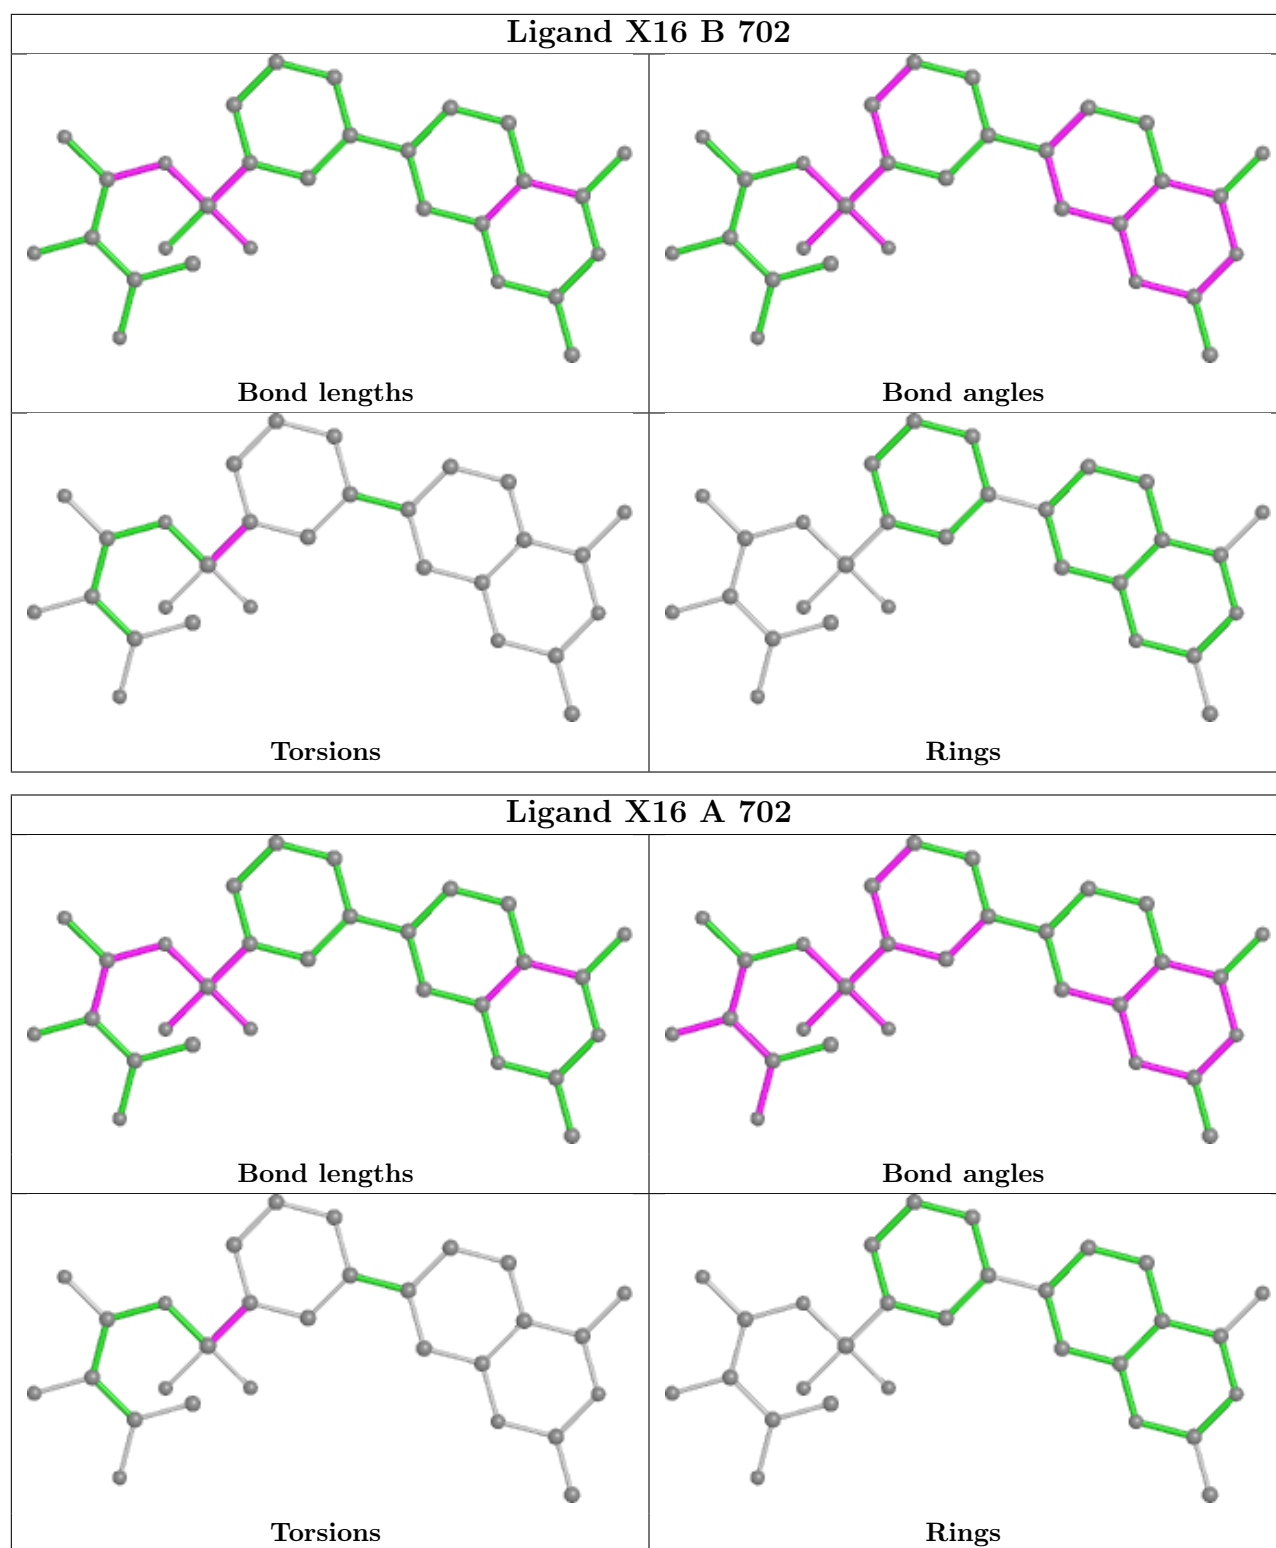 Ligand X16 B 702
Bond lengths
Bond angles
Torsions
Rings
Ligand X16 A 702
Bond lengths
Bond angles
Torsions
Rings